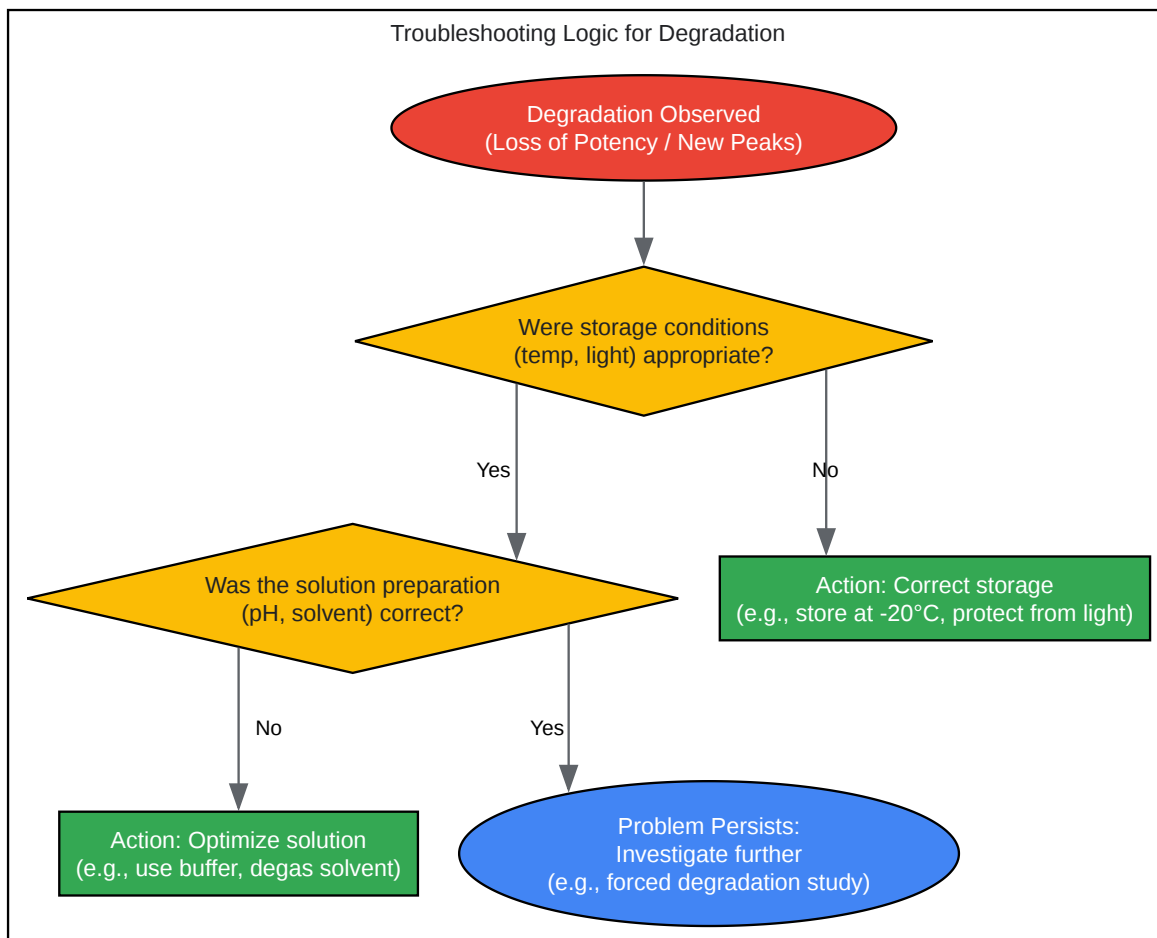 Troubleshooting Logic for Degradation
Degradation Observed
(Loss of Potency / New Peaks)
Were storage conditions
(temp, light) appropriate?
Yes
No
Was the solution preparation
(pH, solvent) correct?
Action: Correct storage
(e.g., store at -20°C, protect from light)
No
Yes
Action: Optimize solution
(e.g., use buffer, degas solvent)
Problem Persists:
Investigate further
(e.g., forced degradation study)